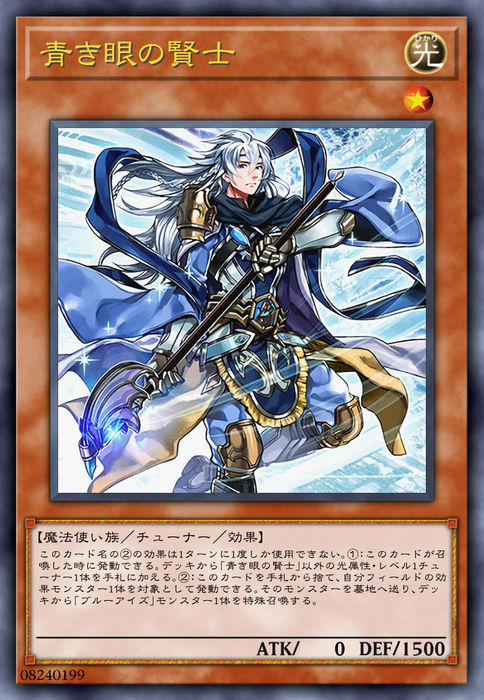 青き眼の賢士
ひかり
光
【魔法使い族／チューナー／効果】
このカード名の②の効果は1ターンに1度しか使用できない。①：このカードが召
喚した時に発動できる。デッキから「青き眼の賢士」以外の光属性・レベル1チュ
ーナー1体を手札に加える。②：このカードを手札から捨て、自分フィールドの効
果モンスター1体を対象として発動できる。そのモンスターを墓地へ送り、デッ
キから「ブルーアイズ」モンスター1体を特殊召喚する。
ATK/ 0 DEF/1500
08240199